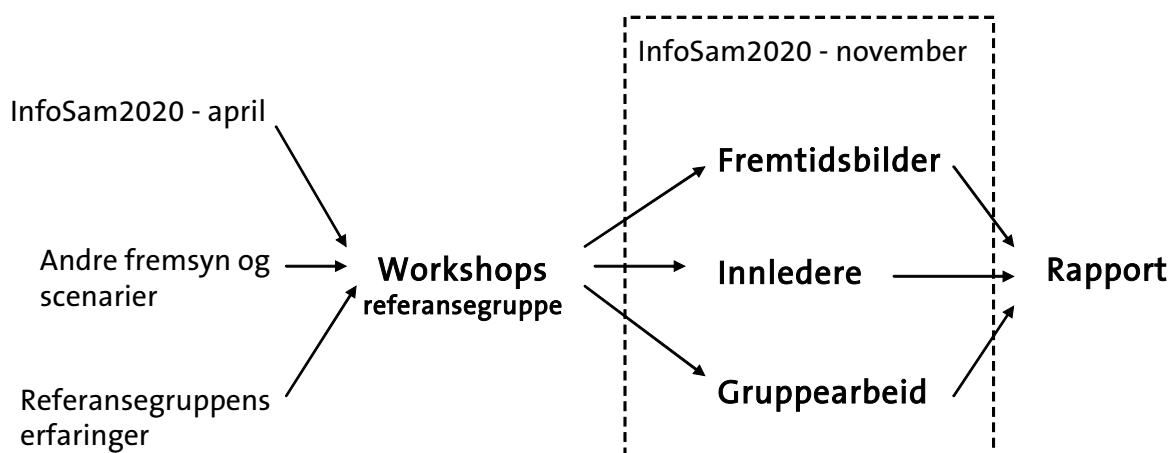 InfoSam2020 - april
Andre fremsyn og
scenarier
Referansegruppens
erfaringer
Workshops
referansegruppe
InfoSam2020 - november
Fremtidsbilder
Innledere
Gruppearbeid
Rapport